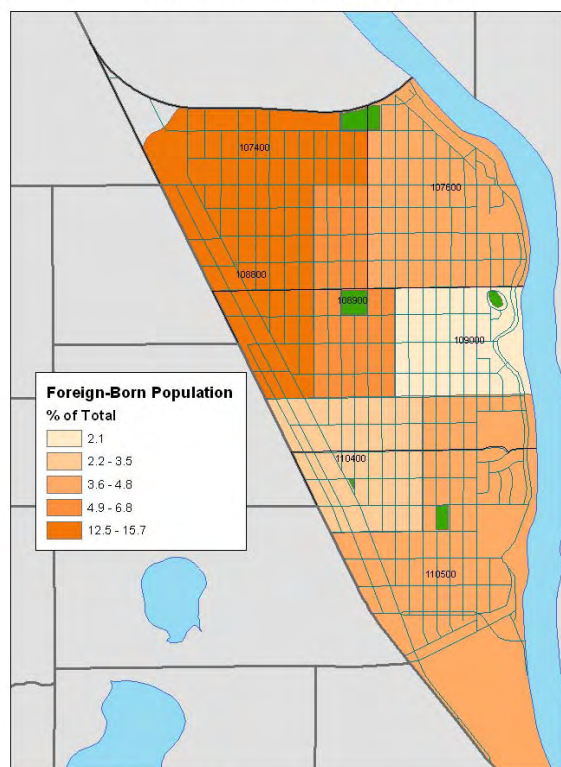 107400
107600
108800
108900
109000
Foreign-Born Population
% of Total
2.1
2.2 - 3.5
3.6 - 4.8
4.9 - 6.8
12.5 - 15.7
110400
110500